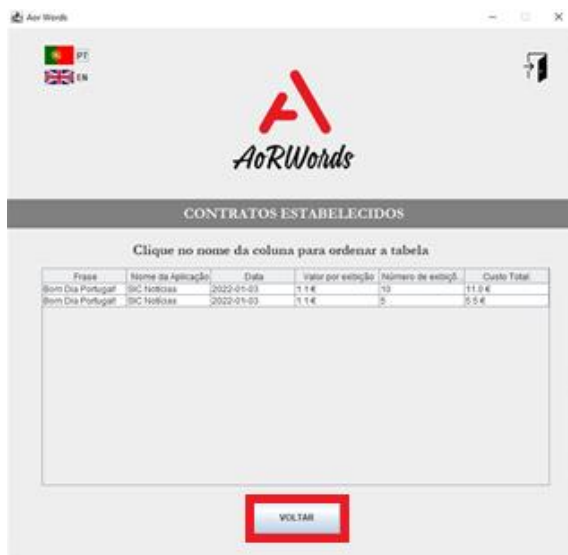 Aor Words
PT
EN
AoRWords
CONTRATOS ESTABELECIDOS
Clique no nome da coluna para ordenar a tabela
Frase Nome da Aplicação Data Valor por exibição Número de exibiçõ... Custo Total
Bom Dia Portugal! SIC Notícias 2022-01-03 1.1 € 10 11.0 €
Bom Dia Portugal! SIC Notícias 2022-01-03 1.1 € 5 5.5 €
VOLTAR